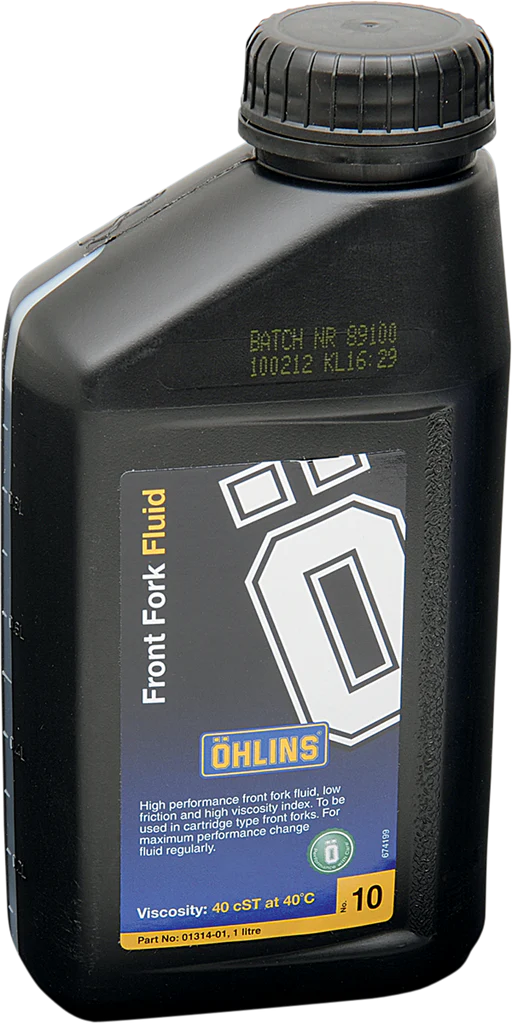 BATCH NR 89100
100212 KL16:29
Front Fork Fluid
Ö
ÖHLINS
High performance front fork fluid, low
friction and high viscosity index. To be
used in cartridge type front forks. For
maximum performance change
fluid regularly.
Ö
674199
Viscosity: 40 cST at 40°C
No. 10
Part No: 01314-01, 1 litre